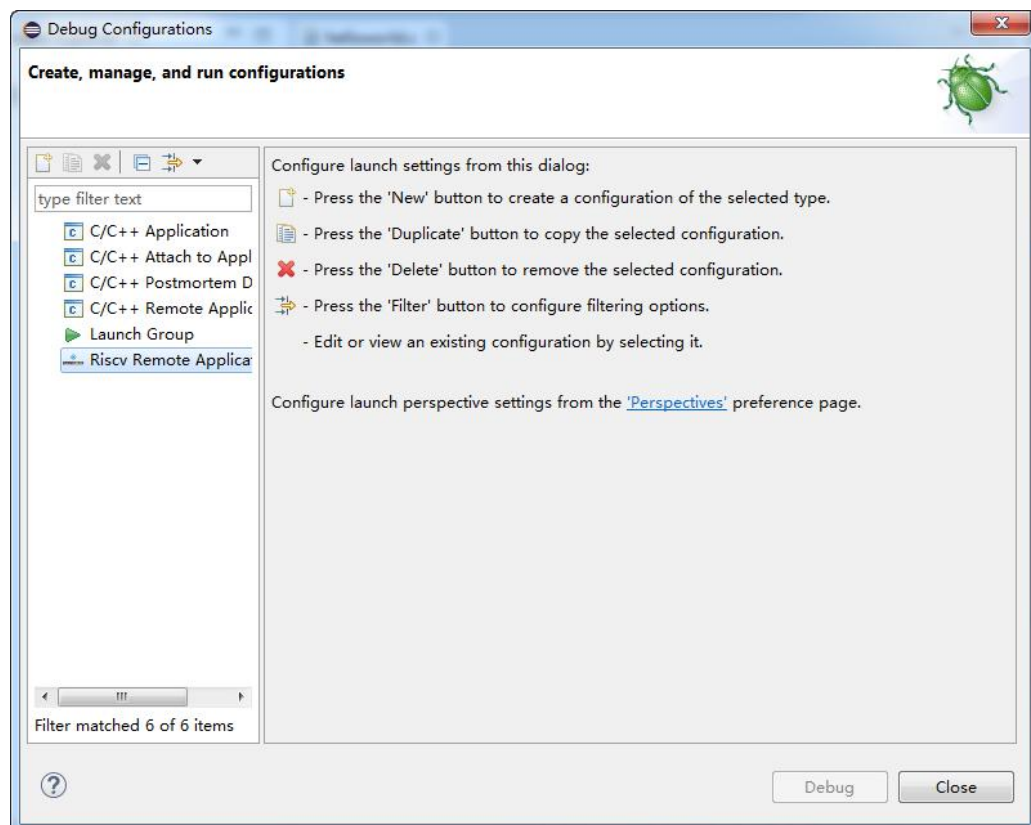 Debug Configurations
Create, manage, and run configurations
type filter text
C/C++ Application
C/C++ Attach to Appl
C/C++ Postmortem D
C/C++ Remote Applic
Launch Group
Riscv Remote Applica
Filter matched 6 of 6 items
Configure launch settings from this dialog:
- Press the 'New' button to create a configuration of the selected type.
- Press the 'Duplicate' button to copy the selected configuration.
- Press the 'Delete' button to remove the selected configuration.
- Press the 'Filter' button to configure filtering options.
- Edit or view an existing configuration by selecting it.
Configure launch perspective settings from the 'Perspectives' preference page.
Debug
Close